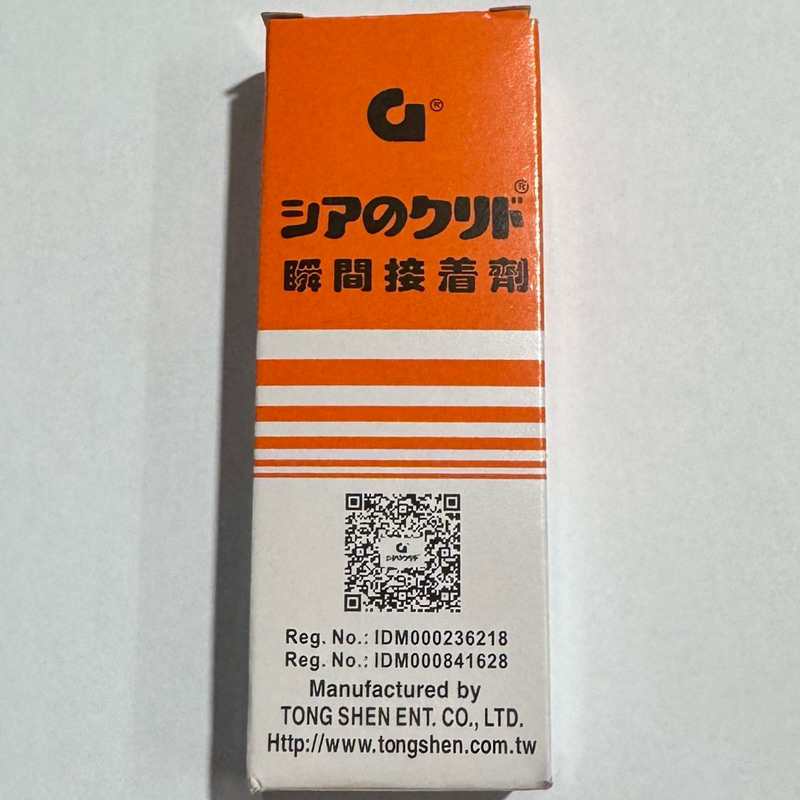 シアのクリド®
瞬間接着劑
Reg. No.: IDM000236218
Reg. No.: IDM000841628
Manufactured by
TONG SHEN ENT. CO., LTD.
Http://www.tongshen.com.tw